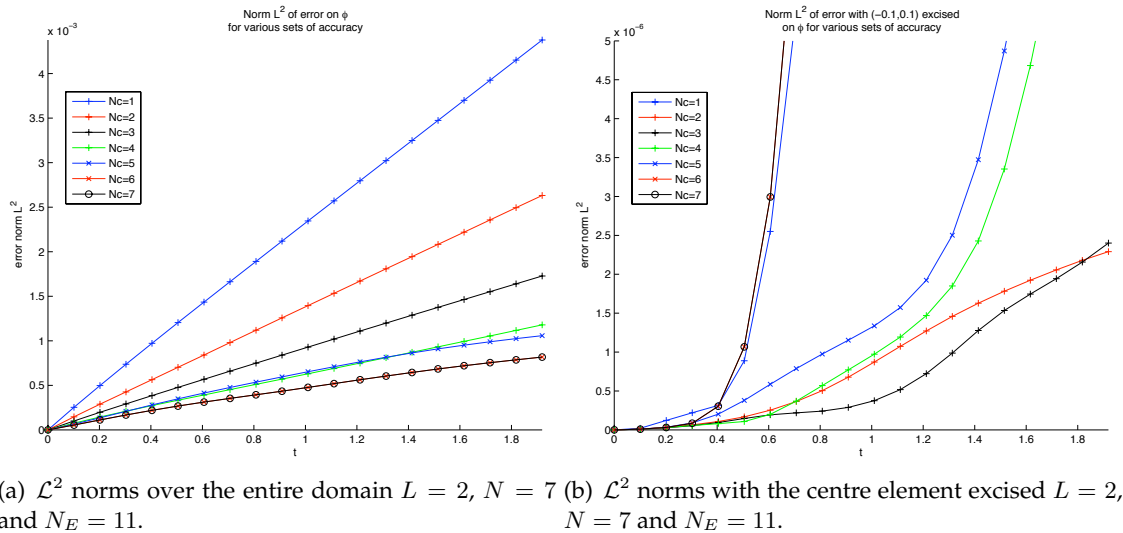 Norm L² of error on ϕ
for various sets of accuracy
x 10⁻³
4
3.5
3
2.5
2
1.5
1
0.5
0
error norm L²
Nc=1
Nc=2
Nc=3
Nc=4
Nc=5
Nc=6
Nc=7
0 0.2 0.4 0.6 0.8 1 1.2 1.4 1.6 1.8
t
Norm L² of error with (−0.1,0.1) excised
on ϕ for various sets of accuracy
x 10⁻⁶
5
4.5
4
3.5
3
2.5
2
1.5
1
0.5
0
error norm L²
Nc=1
Nc=2
Nc=3
Nc=4
Nc=5
Nc=6
Nc=7
0 0.2 0.4 0.6 0.8 1 1.2 1.4 1.6 1.8
t
(a) ℒ² norms over the entire domain L = 2, N = 7
and N_E = 11.
(b) ℒ² norms with the centre element excised L = 2,
N = 7 and N_E = 11.